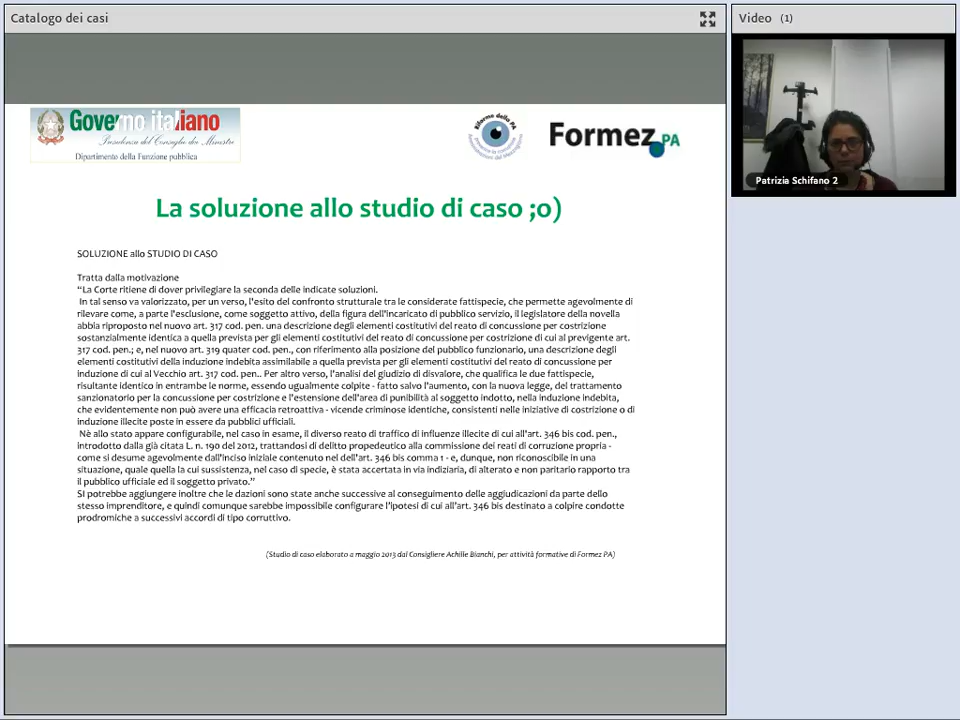 Catalogo dei casi
Video (1)
Governo italiano
Presidenza del Consiglio dei Ministri
Dipartimento della Funzione pubblica
Riforme della PA
Formez PA
Patrizia Schifano 2
La soluzione allo studio di caso ;o)
SOLUZIONE allo STUDIO DI CASO
Tratta dalla motivazione
“La Corte ritiene di dover privilegiare la seconda delle indicate soluzioni.
In tal senso va valorizzato, per un verso, l'esito del confronto strutturale tra le considerate fattispecie, che permette agevolmente di
rilevare come, a parte l'esclusione, come soggetto attivo, della figura dell'incaricato di pubblico servizio, il legislatore della novella
abbia riproposto nel nuovo art. 317 cod. pen. una descrizione degli elementi costitutivi del reato di concussione per costrizione
sostanzialmente identica a quella prevista per gli elementi costitutivi del reato di concussione per costrizione di cui al previgente art.
317 cod. pen.; e, nel nuovo art. 319 quater cod. pen., con riferimento alla posizione del pubblico funzionario, una descrizione degli
elementi costitutivi della induzione indebita assimilabile a quella prevista per gli elementi costitutivi del reato di concussione per
induzione di cui al Vecchio art. 317 cod. pen.. Per altro verso, l'analisi del giudizio di disvalore, che qualifica le due fattispecie,
risultante identico in entrambe le norme, essendo ugualmente colpite - fatto salvo l'aumento, con la nuova legge, del trattamento
sanzionatorio per la concussione per costrizione e l'estensione dell'area di punibilità al soggetto indotto, nella induzione indebita,
che evidentemente non può avere una efficacia retroattiva - vicende criminose identiche, consistenti nelle iniziative di costrizione o di
induzione illecite poste in essere da pubblici ufficiali.
Nè allo stato appare configurabile, nel caso in esame, il diverso reato di traffico di influenze illecite di cui all'art. 346 bis cod. pen.,
introdotto dalla già citata L. n. 190 del 2012, trattandosi di delitto propedeutico alla commissione dei reati di corruzione propria -
come si desume agevolmente dall'inciso iniziale contenuto nel dell'art. 346 bis comma 1 - e, dunque, non riconoscibile in una
situazione, quale quella la cui sussistenza, nel caso di specie, è stata accertata in via indiziaria, di alterato e non paritario rapporto tra
il pubblico ufficiale ed il soggetto privato.”
SI potrebbe aggiungere inoltre che le dazioni sono state anche successive al conseguimento delle aggiudicazioni da parte dello
stesso imprenditore, e quindi comunque sarebbe impossibile configurare l'ipotesi di cui all'art. 346 bis destinato a colpire condotte
prodromiche a successivi accordi di tipo corruttivo.
(Studio di caso elaborato a maggio 2013 dal Consigliere Achille Bianchi, per attività formative di Formez PA)